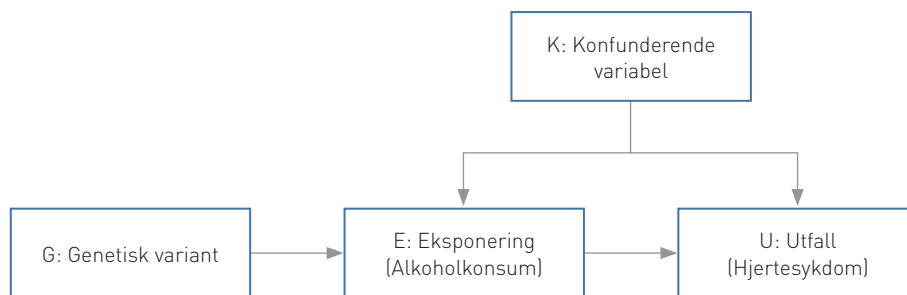 K: Konfunderende
variabel
G: Genetisk variant
E: Eksponering
(Alkoholkonsum)
U: Utfall
(Hjertesykdom)